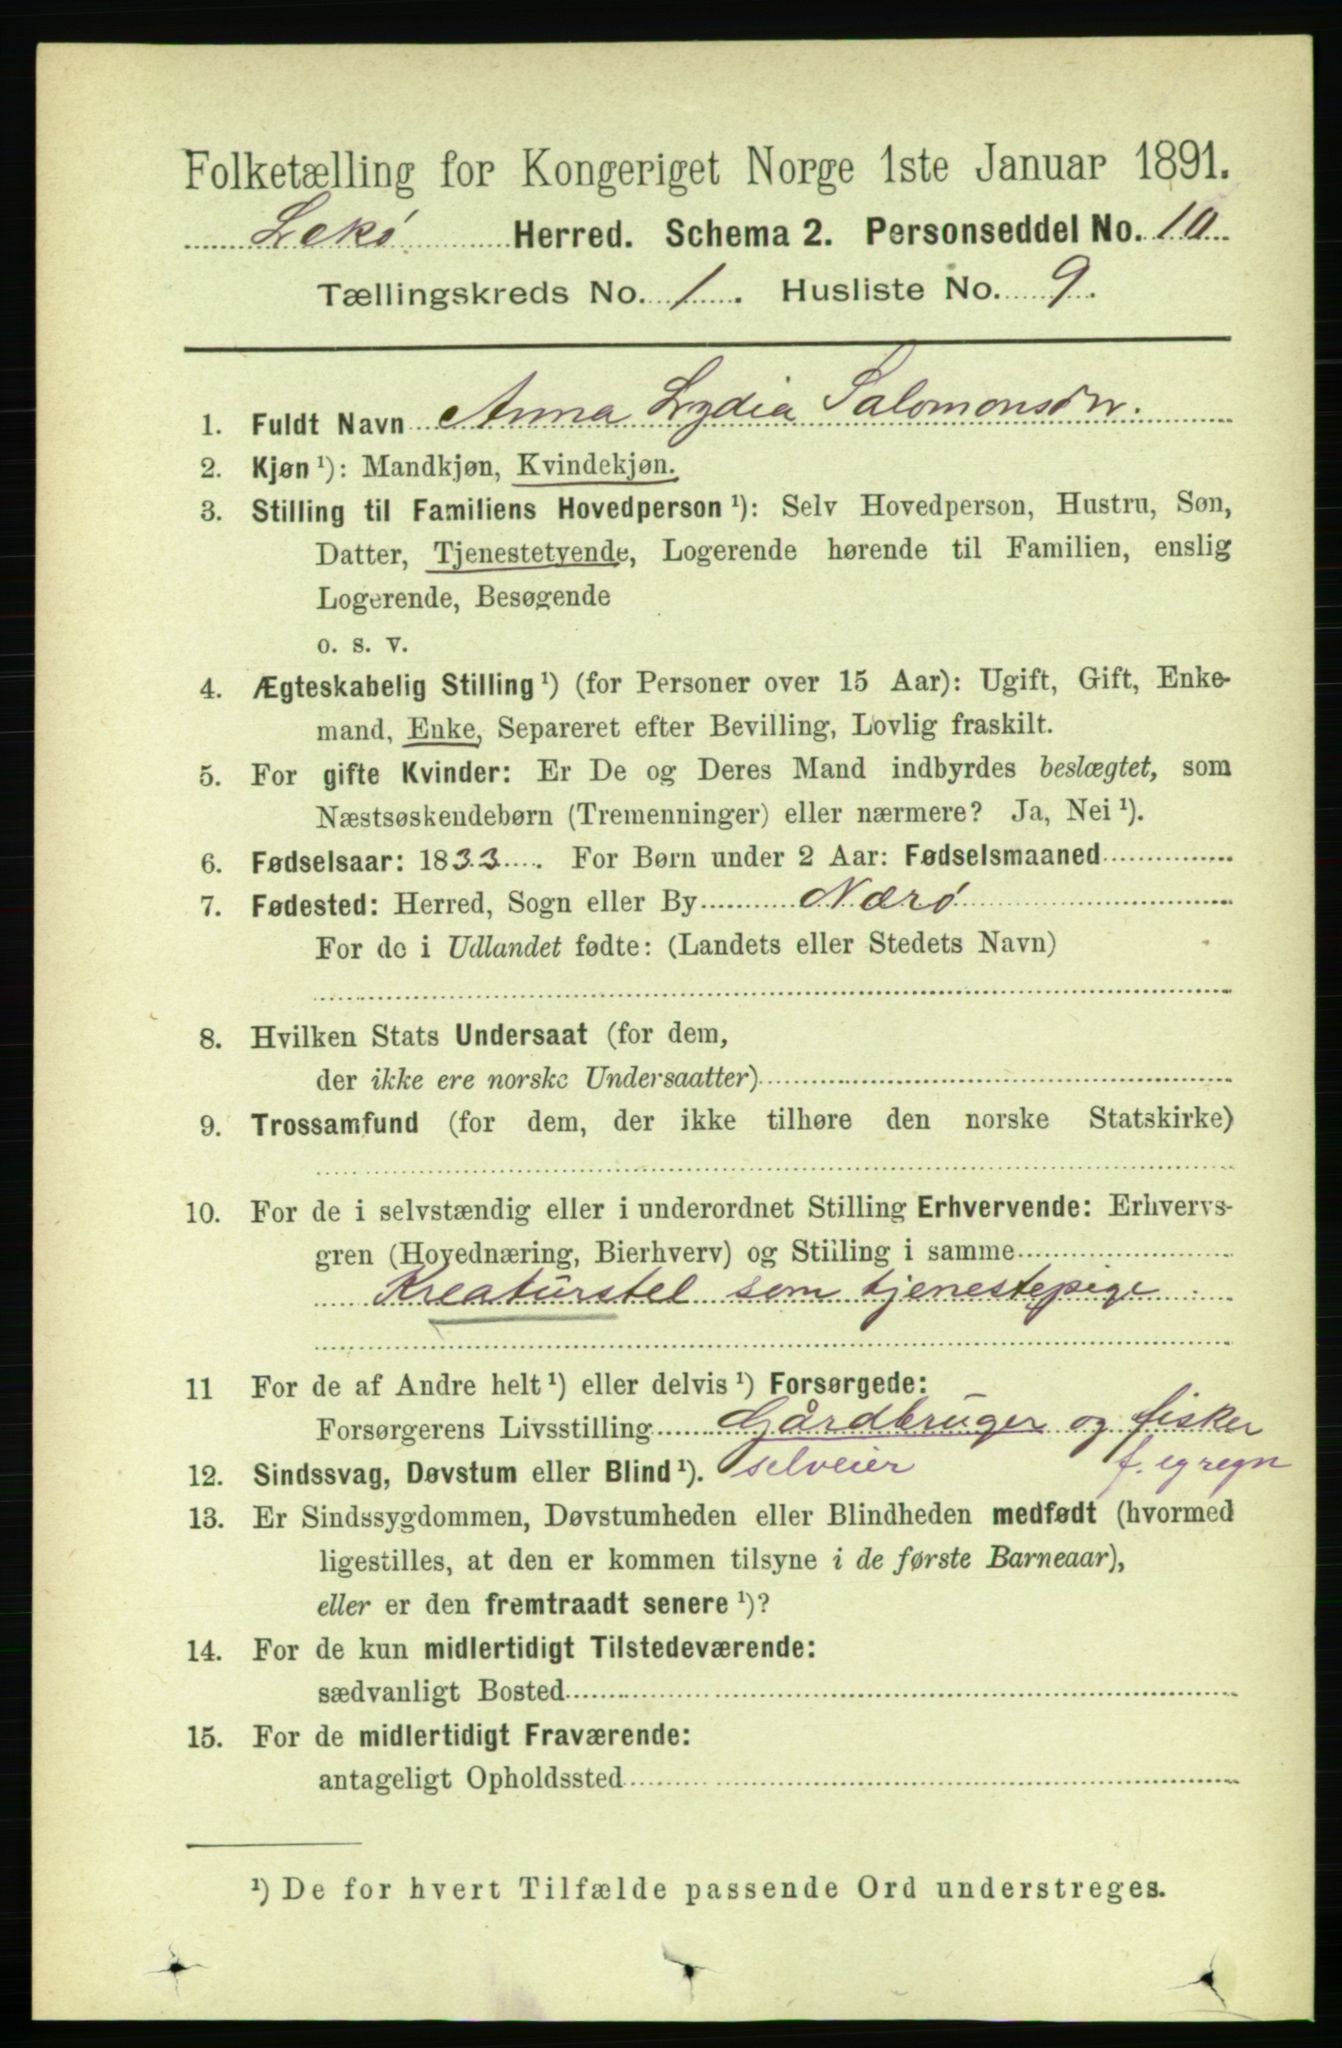 Folketælling for Kongeriget Norge 1ste Januar 1891.
Lekø Herred. Schema 2. Personseddel No. 10
Tællingskreds No. 1. Husliste No. 9.
1. Fuldt Navn Anna Lydia Salomonsdn.
2. Kjøn ¹): Mandkjøn, Kvindekjøn.
3. Stilling til Familiens Hovedperson ¹): Selv Hovedperson, Hustru, Søn,
Datter, Tjenestetyende, Logerende hørende til Familien, enslig
Logerende, Besøgende
o. s. v.
4. Ægteskabelig Stilling ¹) (for Personer over 15 Aar): Ugift, Gift, Enke-
mand, Enke, Separeret efter Bevilling, Lovlig fraskilt.
5. For gifte Kvinder: Er De og Deres Mand indbyrdes beslægtet, som
Næstsøskendebørn (Tremenninger) eller nærmere? Ja, Nei ¹).
6. Fødselsaar: 1833. For Børn under 2 Aar: Fødselsmaaned
7. Fødested: Herred, Sogn eller By Nærø
For de i Udlandet fødte: (Landets eller Stedets Navn)
8. Hvilken Stats Undersaat (for dem,
der ikke ere norske Undersaatter)
9. Trossamfund (for dem, der ikke tilhøre den norske Statskirke)
10. For de i selvstændig eller i underordnet Stilling Erhvervende: Erhvervs-
gren (Hovednæring, Bierhverv) og Stilling i samme
Kreaturstel som tjenestepige
11 For de af Andre helt ¹) eller delvis ¹) Forsørgede:
Forsørgerens Livsstilling Gårdbruger og fisker
12. Sindssvag, Døvstum eller Blind ¹). selveier f. eg regn
13. Er Sindssygdommen, Døvstumheden eller Blindheden medfødt (hvormed
ligestilles, at den er kommen tilsyne i de første Barneaar),
eller er den fremtraadt senere ¹)?
14. For de kun midlertidigt Tilstedeværende:
sædvanligt Bosted
15. For de midlertidigt Fraværende:
antageligt Opholdssted
¹) De for hvert Tilfælde passende Ord understreges.